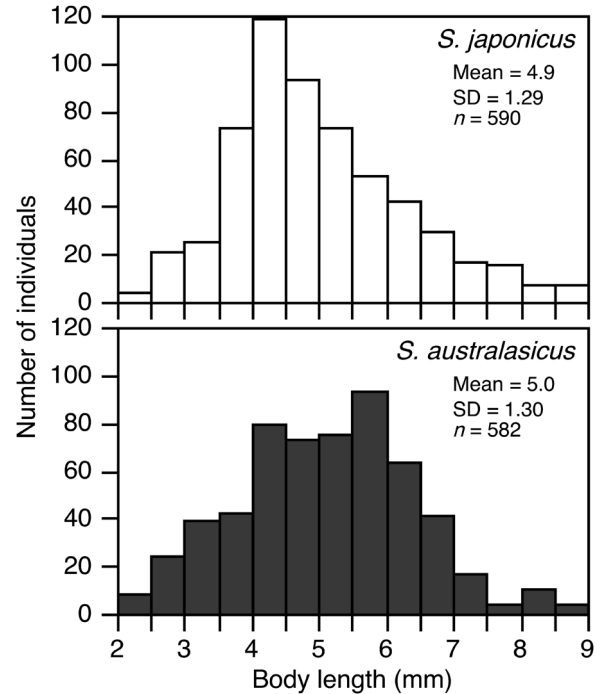 120
S. japonicus
100
Mean = 4.9
SD = 1.29
80
n = 590
60
40
20
0
Number of individuals
120
S. australasicus
100
Mean = 5.0
SD = 1.30
80
n = 582
60
40
20
0
2 3 4 5 6 7 8 9
Body length (mm)